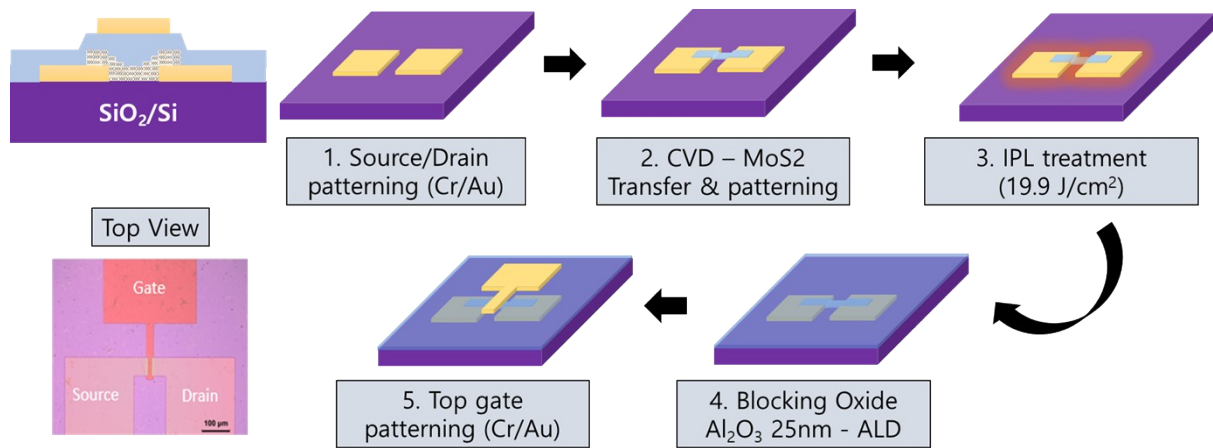 SiO₂/Si
1. Source/Drain
patterning (Cr/Au)
2. CVD – MoS2
Transfer & patterning
3. IPL treatment
(19.9 J/cm²)
Top View
Gate
Source
Drain
100 µm
5. Top gate
patterning (Cr/Au)
4. Blocking Oxide
Al₂O₃ 25nm - ALD